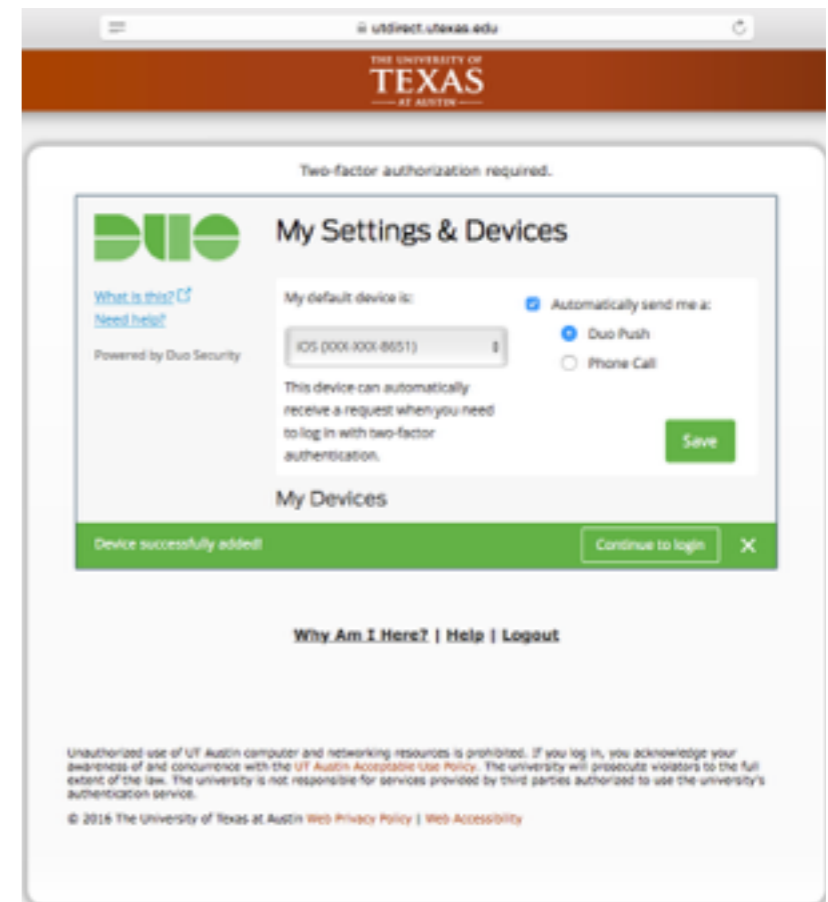 utdirect.utexas.edu
THE UNIVERSITY OF
TEXAS
AT AUSTIN
Two-factor authorization required.
DUO
My Settings & Devices
What is this?
Need help?
Powered by Duo Security
My default device is:
iOS (XXX-XXX-8651)
This device can automatically
receive a request when you need
to log in with two-factor
authentication.
Automatically send me a:
Duo Push
Phone Call
Save
My Devices
Device successfully added!
Continue to login
Why Am I Here? | Help | Logout
Unauthorized use of UT Austin computer and networking resources is prohibited. If you log in, you acknowledge your
awareness of and concurrence with the UT Austin Acceptable Use Policy. The university will prosecute violators to the full
extent of the law. The university is not responsible for services provided by third parties authorized to use the university's
authentication service.
© 2016 The University of Texas at Austin Web Privacy Policy | Web Accessibility